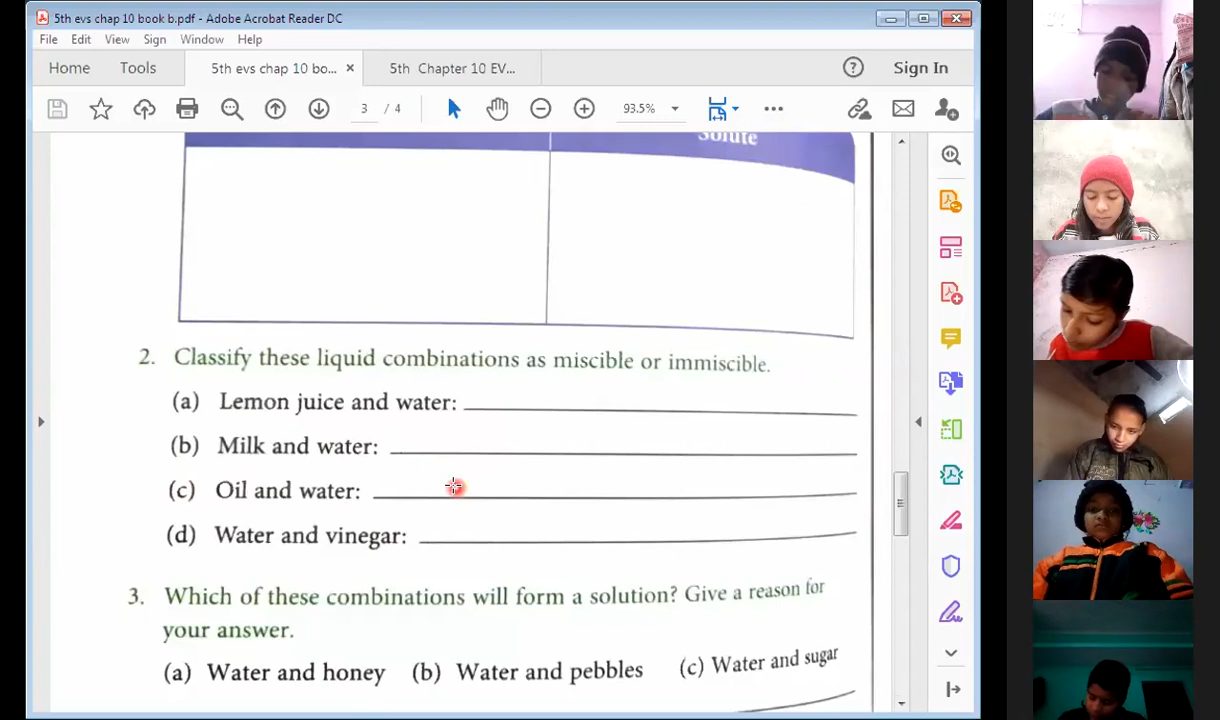 5th evs chap 10 book b.pdf - Adobe Acrobat Reader DC
File Edit View Sign Window Help
Home Tools 5th evs chap 10 bo... × 5th Chapter 10 EV... ? Sign In
3 / 4 93.5%
Solute
2. Classify these liquid combinations as miscible or immiscible.
(a) Lemon juice and water:
(b) Milk and water:
(c) Oil and water:
(d) Water and vinegar:
3. Which of these combinations will form a solution? Give a reason for
your answer.
(a) Water and honey (b) Water and pebbles (c) Water and sugar